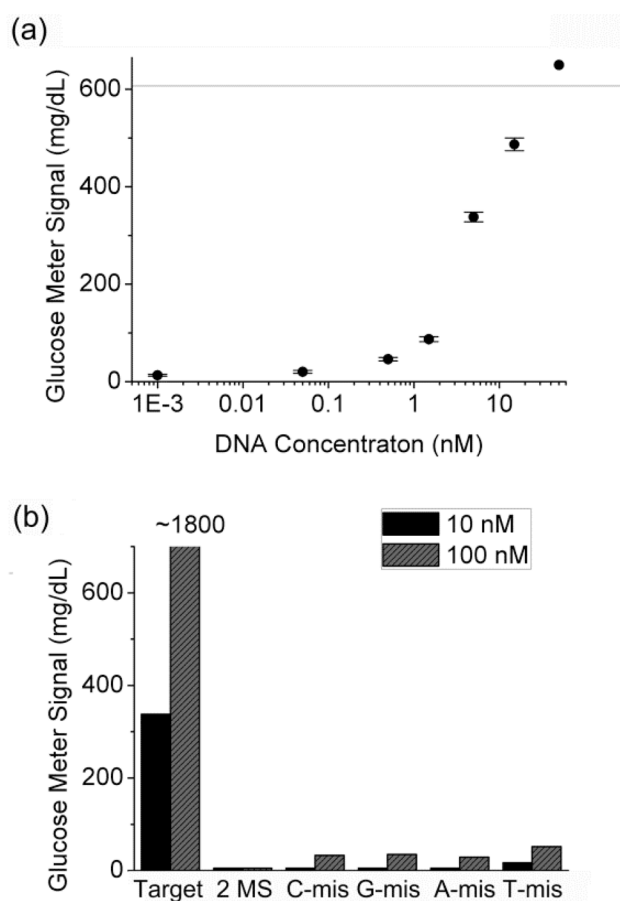 (a)
Glucose Meter Signal (mg/dL)
600
400
200
0
1E-3 0.01 0.1 1 10
DNA Concentraton (nM)
(b)
~1800
10 nM
100 nM
Glucose Meter Signal (mg/dL)
600
400
200
0
Target 2 MS C-mis G-mis A-mis T-mis